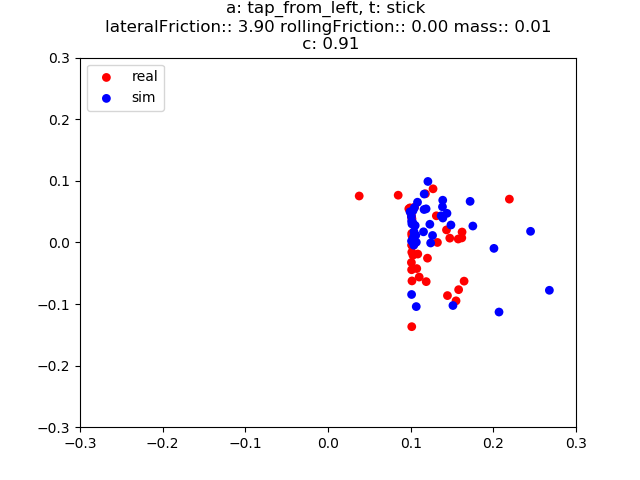 a: tap_from_left, t: stick
lateralFriction:: 3.90 rollingFriction:: 0.00 mass:: 0.01
c: 0.91
real
sim
0.3
0.2
0.1
0.0
−0.1
−0.2
−0.3
−0.3 −0.2 −0.1 0.0 0.1 0.2 0.3